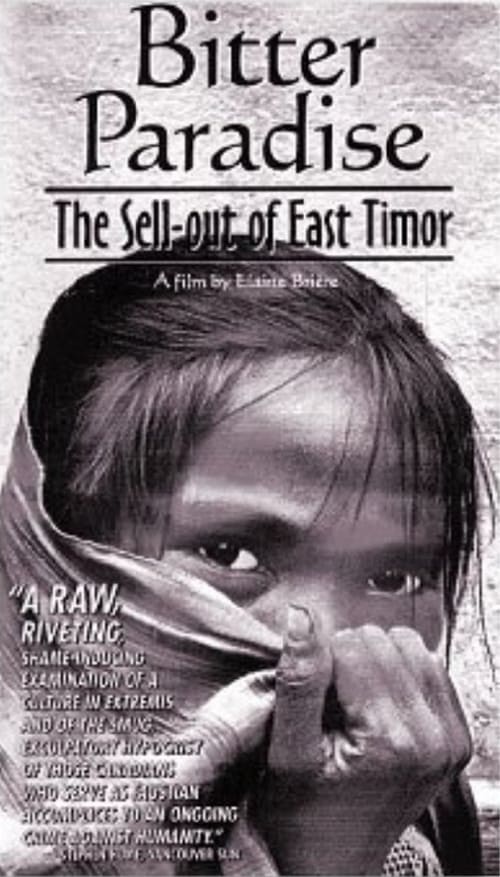 Bitter
Paradise
The Sell-out of East Timor
A film by Elaine Brière
"A RAW,
RIVETING,
SHAME-INDUCING
EXAMINATION OF A
CULTURE IN EXTREMIS
AND OF THE SMUG,
EXCULPATORY HYPOCRISY
OF THOSE CANADIANS
WHO SERVE AS FAUSTIAN
ACCOMPLICES TO AN ONGOING
CRIME AGAINST HUMANITY."
VANCOUVER SUN